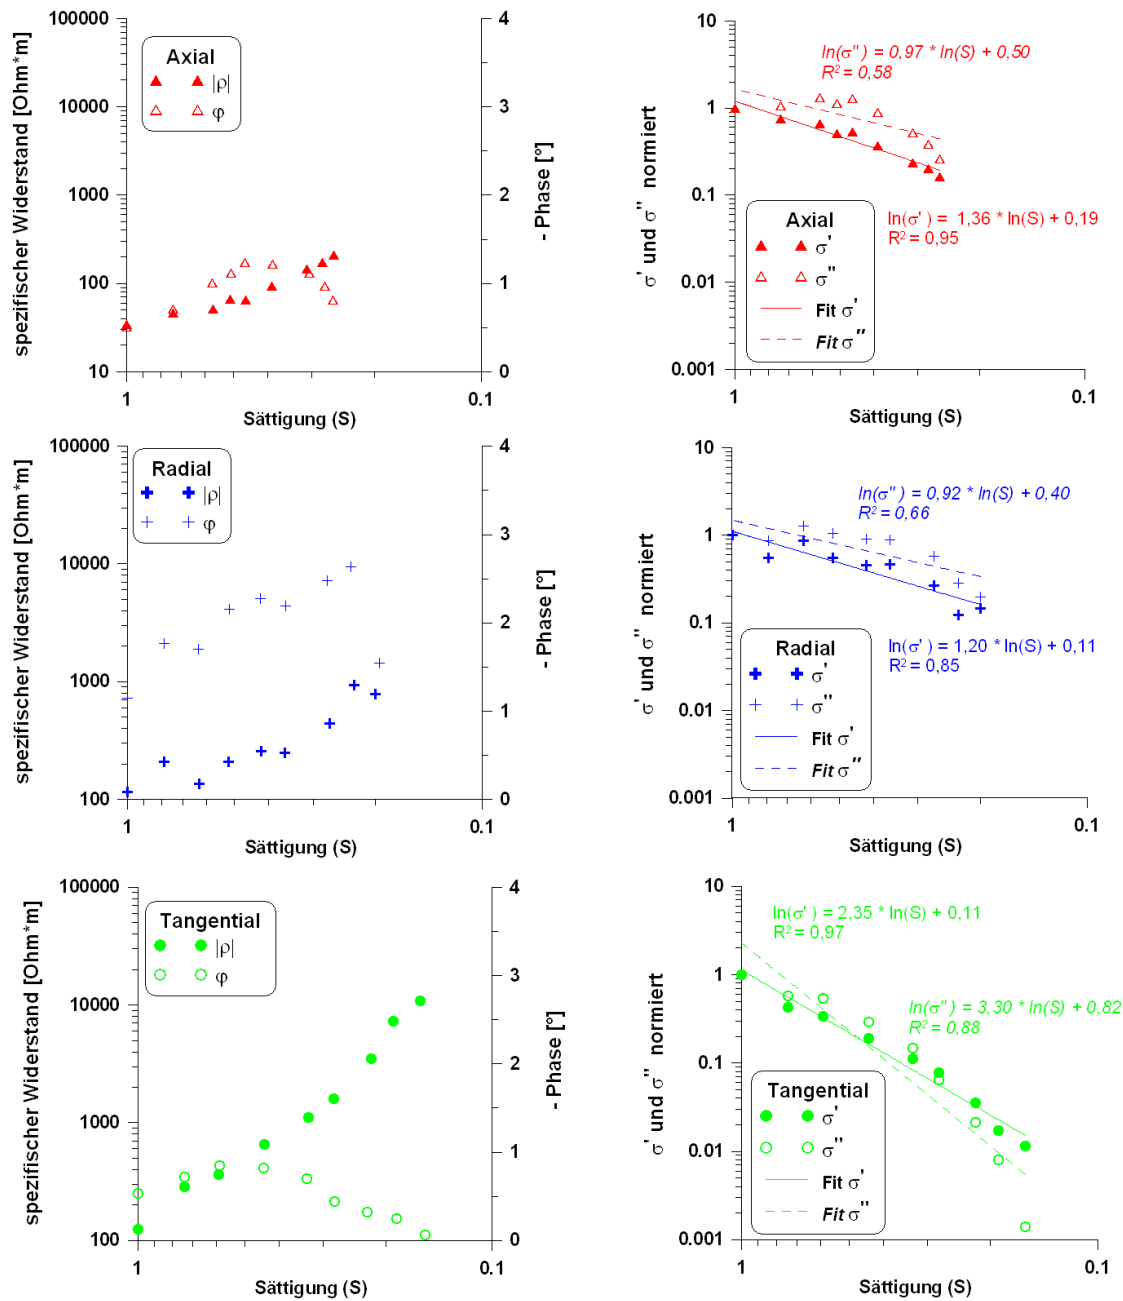 100000
10000
1000
100
10
4
3
2
1
0
1
0.1
spezifischer Widerstand [Ohm*m]
- Phase [°]
Sättigung (S)
Axial
|ρ|
φ
10
1
0.1
0.01
0.001
1
0.1
σ' und σ'' normiert
Sättigung (S)
ln(σ'') = 0,97 * ln(S) + 0,50
R² = 0,58
ln(σ') = 1,36 * ln(S) + 0,19
R² = 0,95
Axial
σ'
σ''
Fit σ'
Fit σ''
100000
10000
1000
100
4
3
2
1
0
1
0.1
spezifischer Widerstand [Ohm*m]
- Phase [°]
Sättigung (S)
Radial
|ρ|
φ
10
1
0.1
0.01
0.001
1
0.1
σ' und σ'' normiert
Sättigung (S)
ln(σ'') = 0,92 * ln(S) + 0,40
R² = 0,66
ln(σ') = 1,20 * ln(S) + 0,11
R² = 0,85
Radial
σ'
σ''
Fit σ'
Fit σ''
100000
10000
1000
100
4
3
2
1
0
1
0.1
spezifischer Widerstand [Ohm*m]
- Phase [°]
Sättigung (S)
Tangential
|ρ|
φ
10
1
0.1
0.01
0.001
1
0.1
σ' und σ'' normiert
Sättigung (S)
ln(σ') = 2,35 * ln(S) + 0,11
R² = 0,97
ln(σ'') = 3,30 * ln(S) + 0.82
R² = 0,88
Tangential
σ'
σ''
Fit σ'
Fit σ''